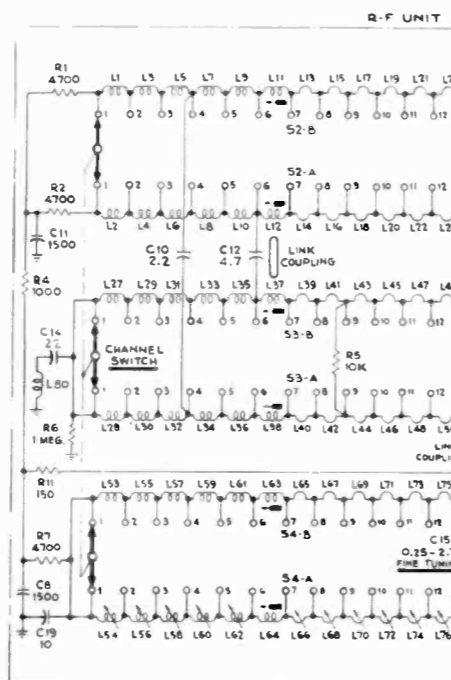 R-F UNIT
R1
4700
L1 L3 L5 L7 L9 L11 L13 L15 L17 L19 L21
1 2 3 4 5 6 7 8 9 10 11 12
S2-B
S2-A
R2
4700
1 2 3 4 5 6 7 8 9 10 11 12
L2 L4 L6 L8 L10 L12 L14 L16 L18 L20 L22
C11
1500
C10
2.2
C12
4.7
LINK
COUPLING
R4
1000
L27 L29 L31 L33 L35 L37 L39 L41 L43 L45 L47
1 2 3 4 5 6 7 8 9 10 11 12
S3-B
C14
22
CHANNEL
SWITCH
R5
10K
L80
S3-A
1 2 3 4 5 6 7 8 9 10 11 12
R6
1 MEG.
L28 L30 L32 L34 L36 L38 L40 L42 L44 L46 L48
LINK
R11
150
L53 L55 L57 L59 L61 L63 L65 L67 L69 L71 L73 L75
1 2 3 4 5 6 7 8 9 10 11 12
S4-B
R7
4700
C15
0.25-2.
FINE
S4-A
C8
1500
1 2 3 4 5 6 7 8 9 10 11 12
C19
10
L54 L56 L58 L60 L62 L64 L66 L68 L70 L72 L74 L76